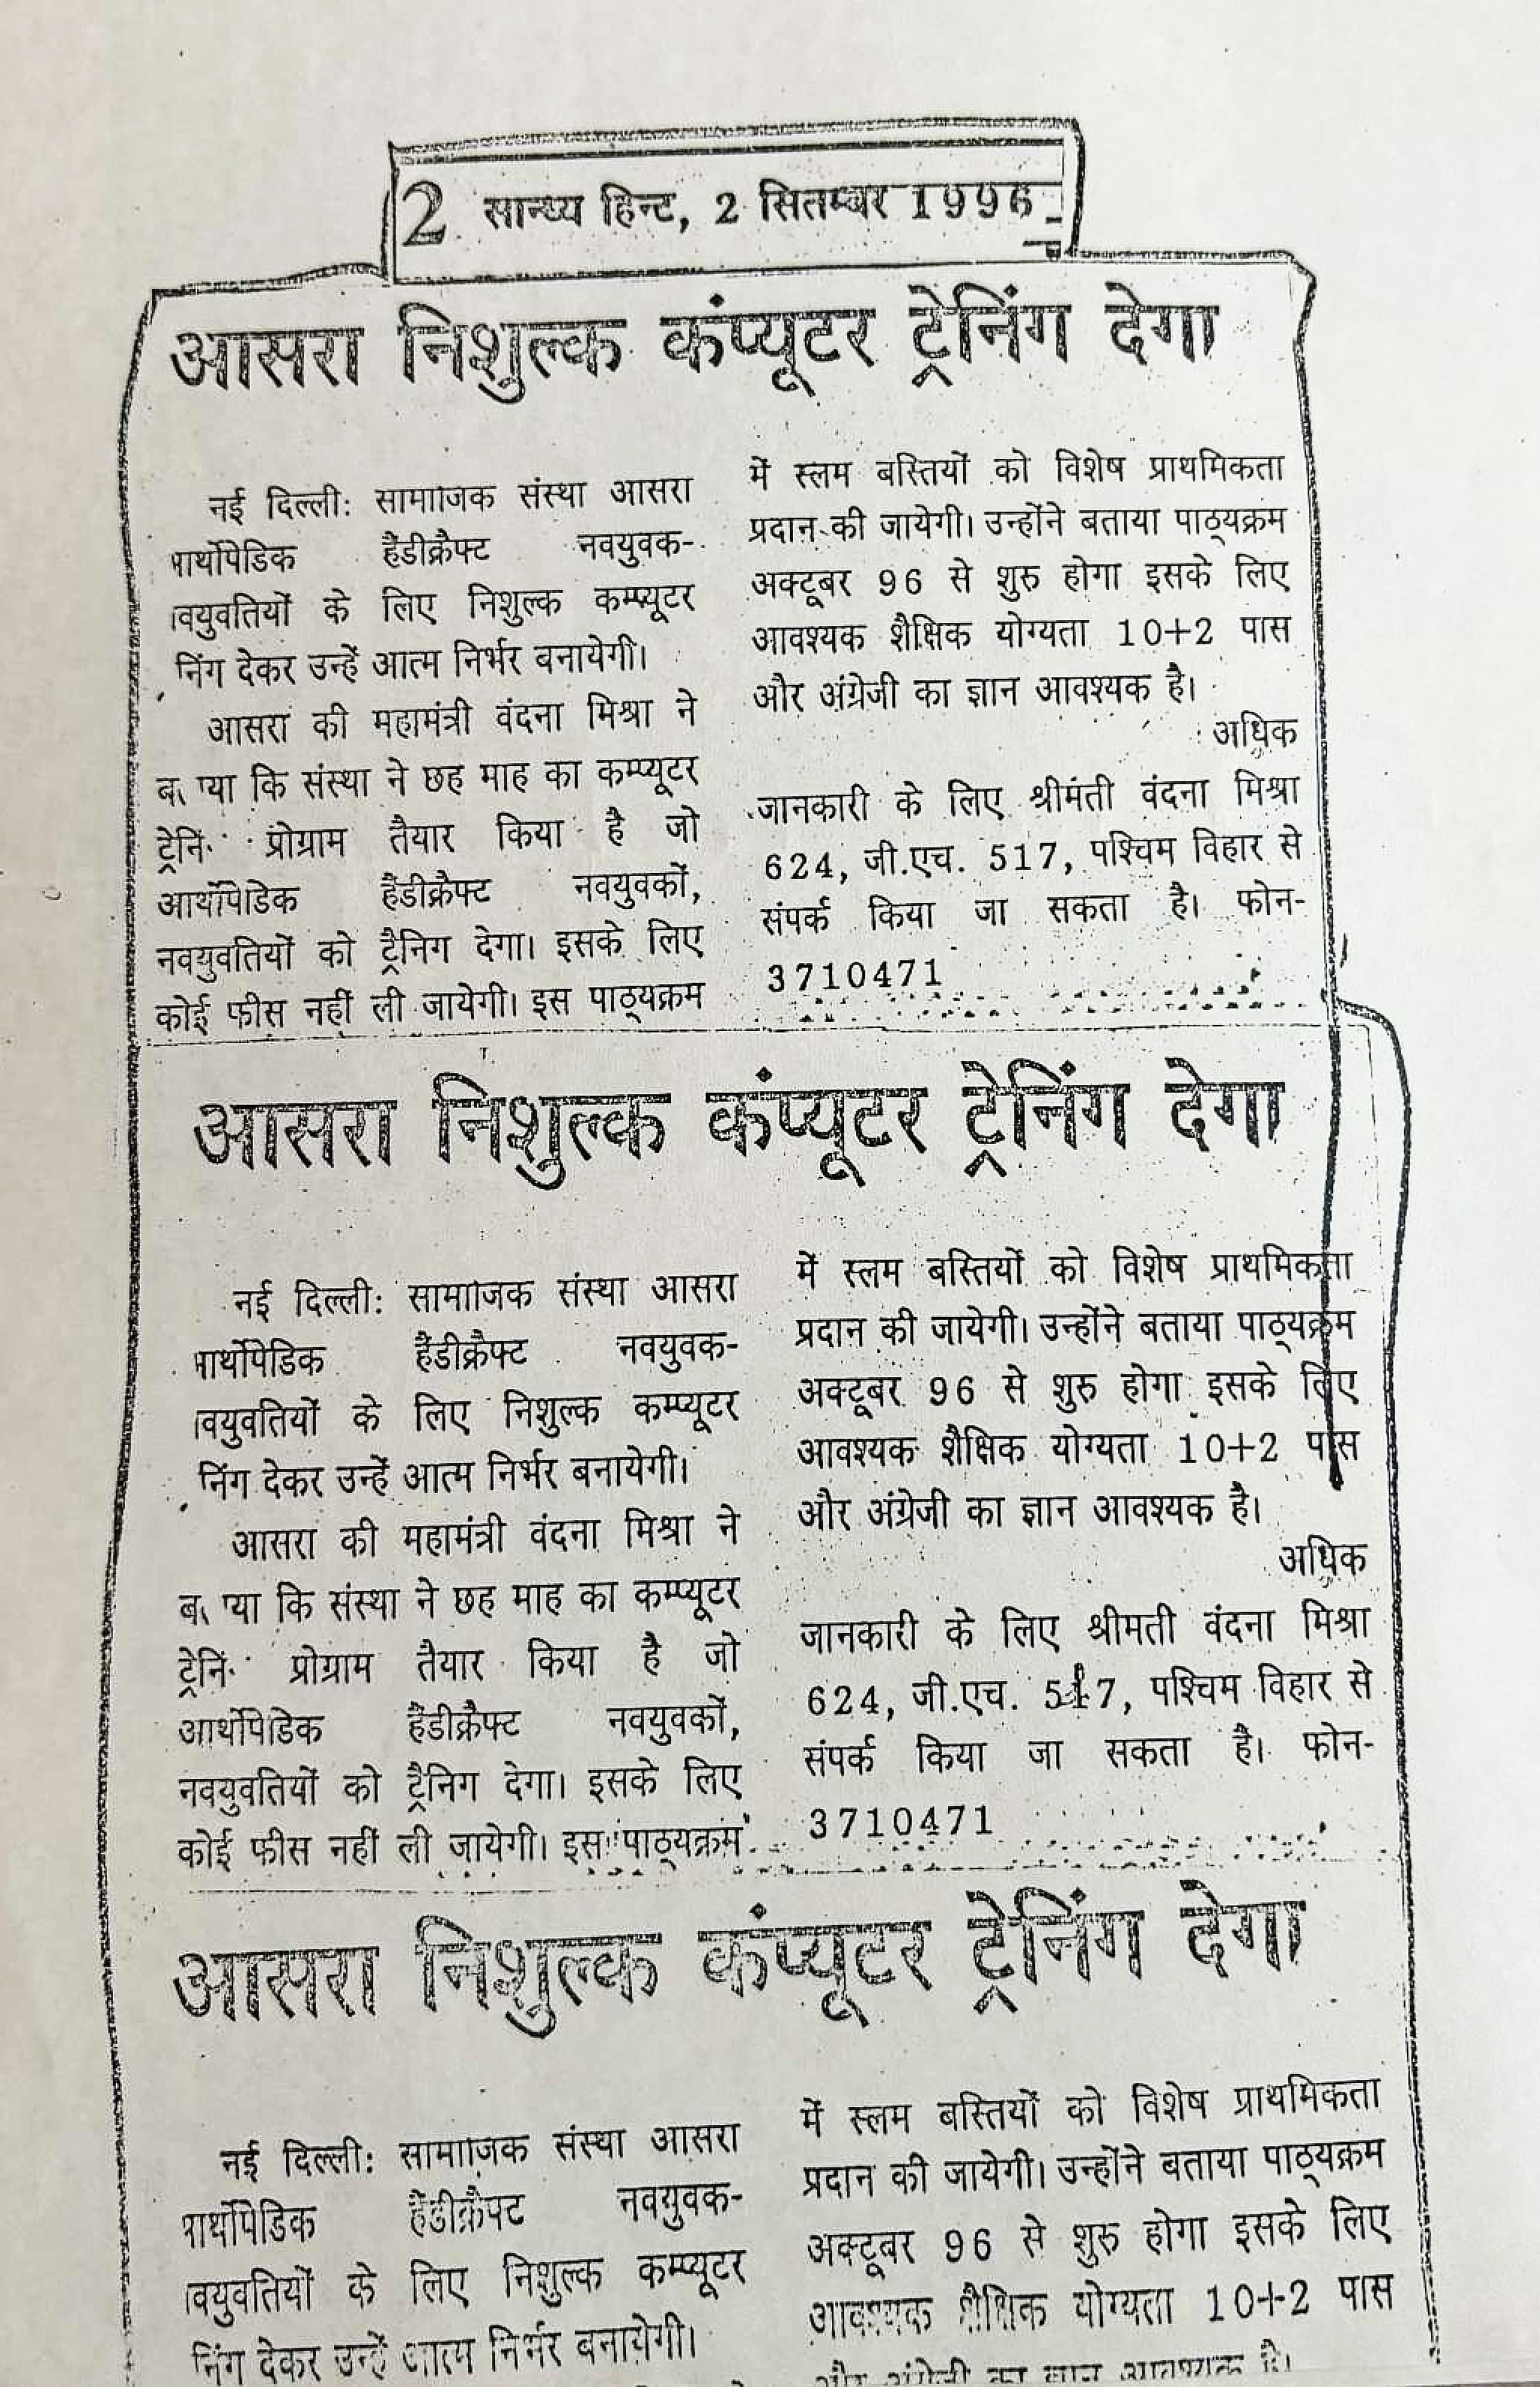 2 सान्ध्य हिन्ट, 2 सितम्बर 1996
आसरा निशुल्क कंप्यूटर ट्रेनिंग देगा
नई दिल्ली: सामाजिक संस्था आसरा
र्थोपेडिक हैंडीक्रैफ्ट नवयुवक-
वयुवतियों के लिए निशुल्क कम्प्यूटर
निंग देकर उन्हें आत्म निर्भर बनायेगी।
आसरा की महामंत्री वंदना मिश्रा ने
कि संस्था ने छह माह का कम्प्यूटर
ट्रेनि प्रोग्राम तैयार किया है जो
आर्थोपेडिक हैंडीक्रैफ्ट नवयुवकों,
नवयुवतियों को ट्रैनिग देगा। इसके लिए
कोई फीस नहीं ली जायेगी। इस पाठ्यक्रम
में स्लम बस्तियों को विशेष प्राथमिकता
प्रदान की जायेगी। उन्होंने बताया पाठ्यक्रम
अक्टूबर 96 से शुरु होगा इसके लिए
आवश्यक शैक्षिक योग्यता 10+2 पास
और अंग्रेजी का ज्ञान आवश्यक है।
अधिक
जानकारी के लिए श्रीमंती वंदना मिश्रा
624, जी.एच. 517, पश्चिम विहार से
संपर्क किया जा सकता है। फोन-
3710471
आसरा निशुल्क कंप्यूटर ट्रेनिंग देगा
नई दिल्ली: सामाजिक संस्था आसरा
र्थोपेडिक हैंडीक्रैफ्ट नवयुवक-
वयुवतियों के लिए निशुल्क कम्प्यूटर
निंग देकर उन्हें आत्म निर्भर बनायेगी।
आसरा की महामंत्री वंदना मिश्रा ने
कि संस्था ने छह माह का कम्प्यूटर
ट्रेनि प्रोग्राम तैयार किया है जो
आर्थोपेडिक हैंडीक्रैफ्ट नवयुवकों,
नवयुवतियों को ट्रैनिग देगा। इसके लिए
कोई फीस नहीं ली जायेगी। इस पाठ्यक्रम
में स्लम बस्तियों को विशेष प्राथमिकता
प्रदान की जायेगी। उन्होंने बताया पाठ्यक्रम
अक्टूबर 96 से शुरु होगा इसके लिए
आवश्यक शैक्षिक योग्यता 10+2 पास
और अंग्रेजी का ज्ञान आवश्यक है।
अधिक
जानकारी के लिए श्रीमती वंदना मिश्रा
624, जी.एच. 517, पश्चिम विहार से
संपर्क किया जा सकता है। फोन-
3710471
आसरा निशुल्क कंप्यूटर ट्रेनिंग देगा
नई दिल्ली: सामाजिक संस्था आसरा
र्थोपेडिक हैंडीक्रैफ्ट नवयुवक-
वयुवतियों के लिए निशुल्क कम्प्यूटर
निंग देकर उन्हें आत्म निर्भर बनायेगी।
में स्लम बस्तियों को विशेष प्राथमिकता
प्रदान की जायेगी। उन्होंने बताया पाठ्यक्रम
अक्टूबर 96 से शुरु होगा इसके लिए
आवश्यक शैक्षिक योग्यता 10+2 पास
और अंग्रेजी का ज्ञान आवश्यक है।